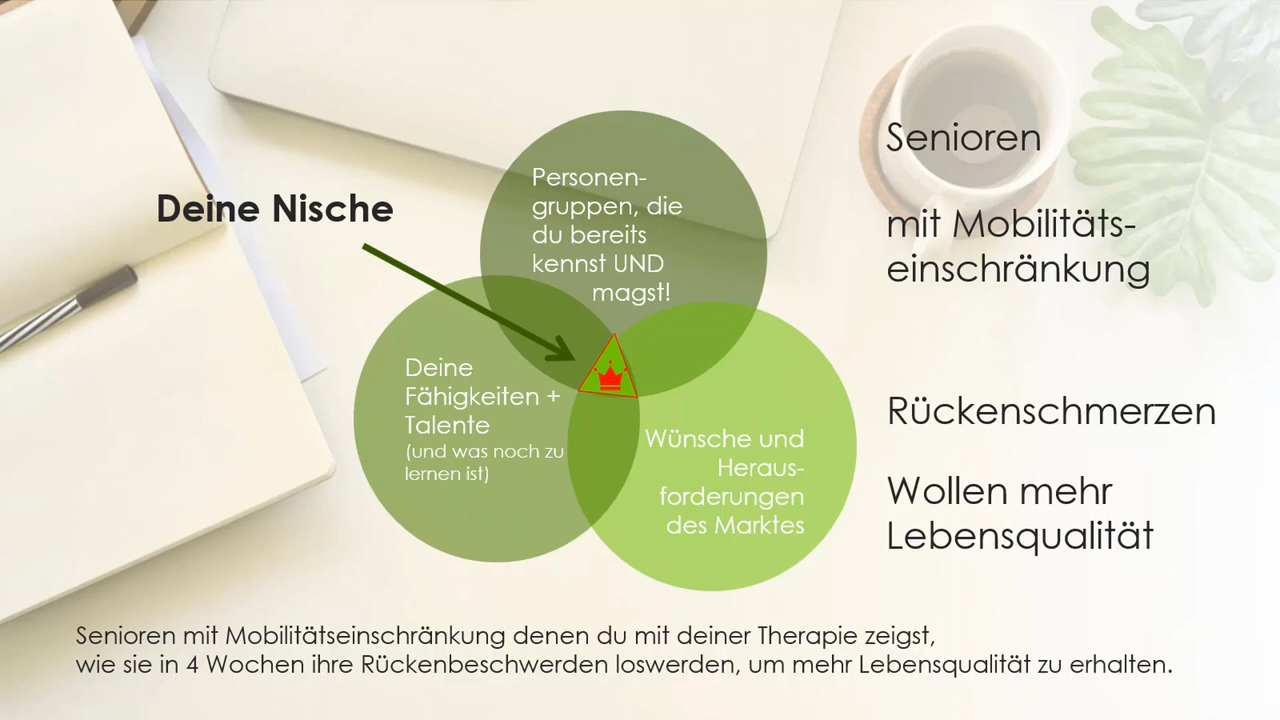 Deine Nische
Personen-
gruppen, die
du bereits
kennst UND
magst!
Deine
Fähigkeiten +
Talente
(und was noch zu
lernen ist)
Wünsche und
Heraus-
forderungen
des Marktes
Senioren
mit Mobilitäts-
einschränkung
Rückenschmerzen
Wollen mehr
Lebensqualität
Senioren mit Mobilitätseinschränkung denen du mit deiner Therapie zeigst,
wie sie in 4 Wochen ihre Rückenbeschwerden loswerden, um mehr Lebensqualität zu erhalten.